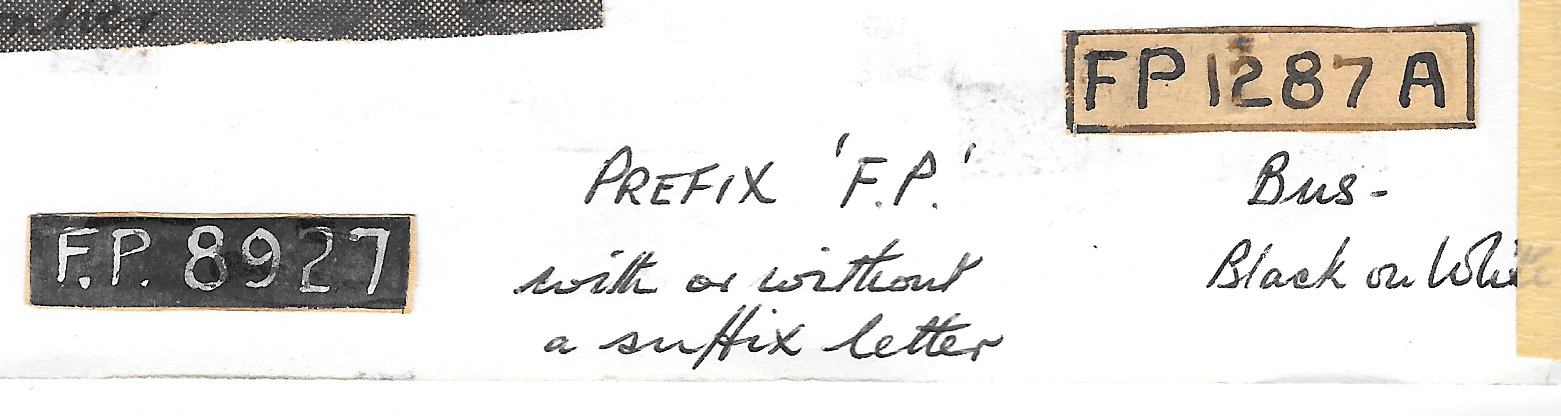 FP 1287 A
PREFIX 'F.P.'
with or without
a suffix letter
Bus-
Black on White
F.P. 8927